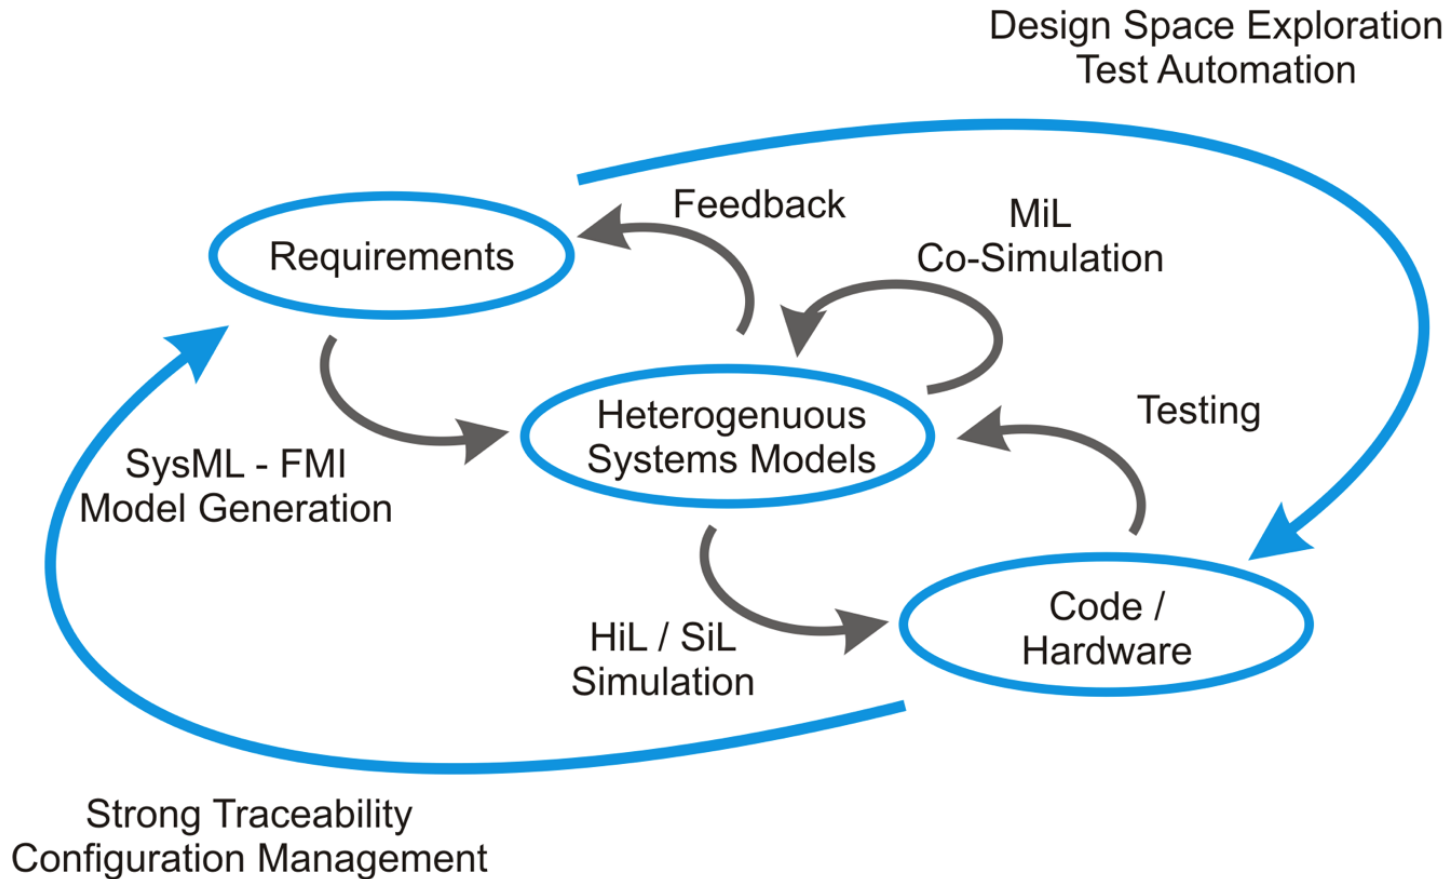 Design Space Exploration
Test Automation
Feedback
MiL
Co-Simulation
Requirements
Heterogenuous
Systems Models
Testing
SysML - FMI
Model Generation
Code /
Hardware
HiL / SiL
Simulation
Strong Traceability
Configuration Management